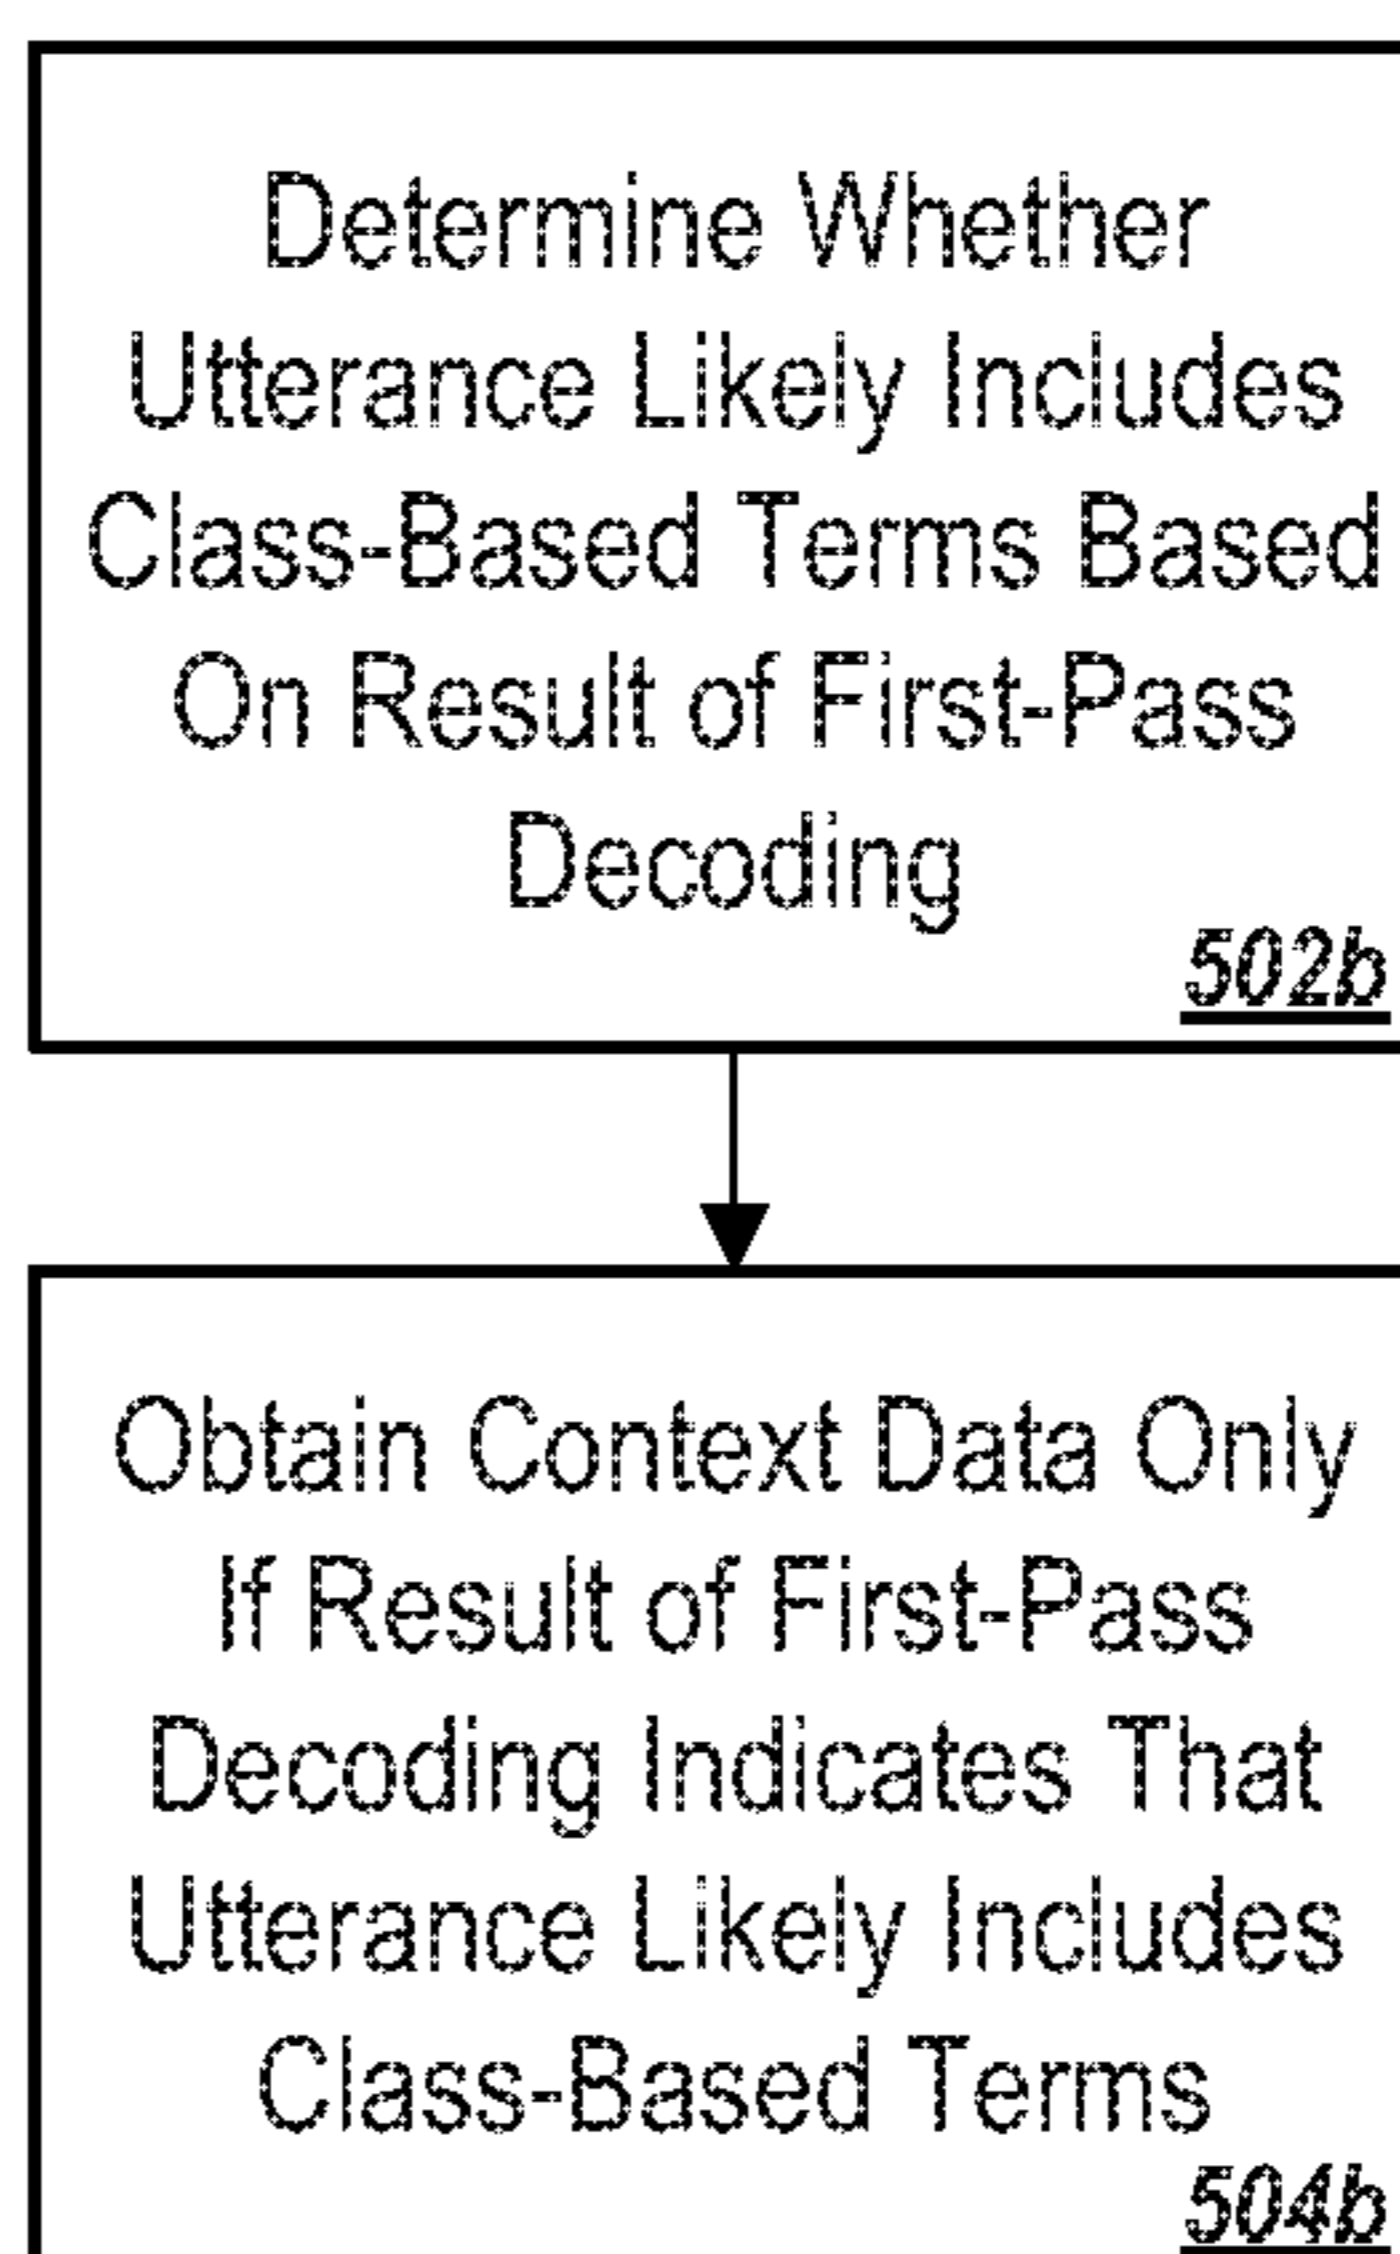 Determine Whether
Utterance Likely Includes
Class-Based Terms Based
On Result of First-Pass
Decoding
502b
Obtain Context Data Only
If Result of First-Pass
Decoding Indicates That
Utterance Likely Includes
Class-Based Terms
504b